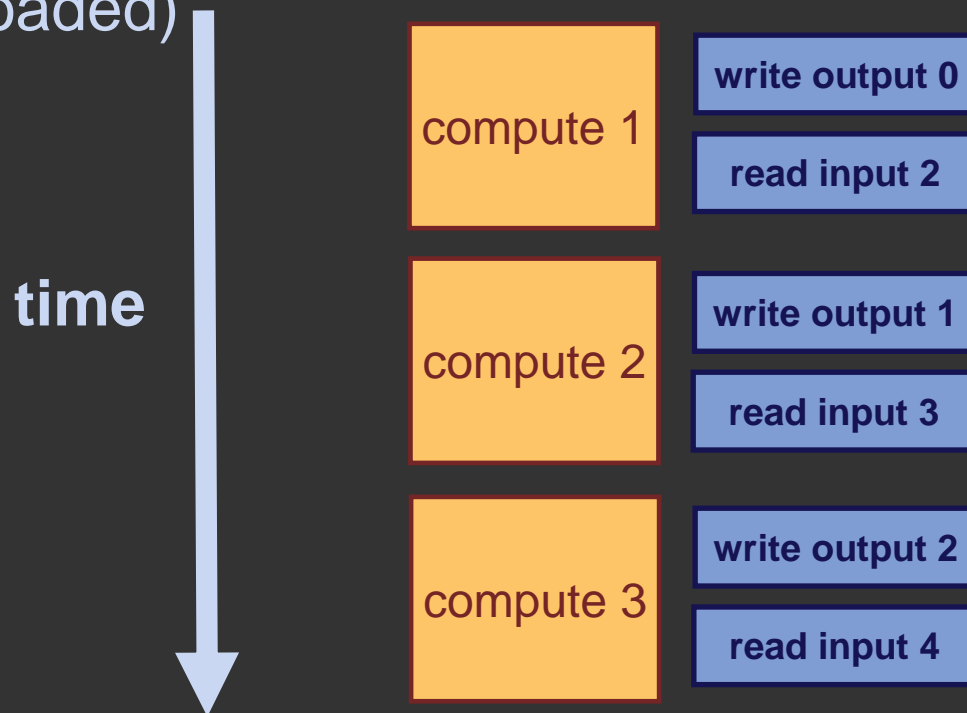 compute 1
write output 0
read input 2
time
compute 2
write output 1
read input 3
compute 3
write output 2
read input 4